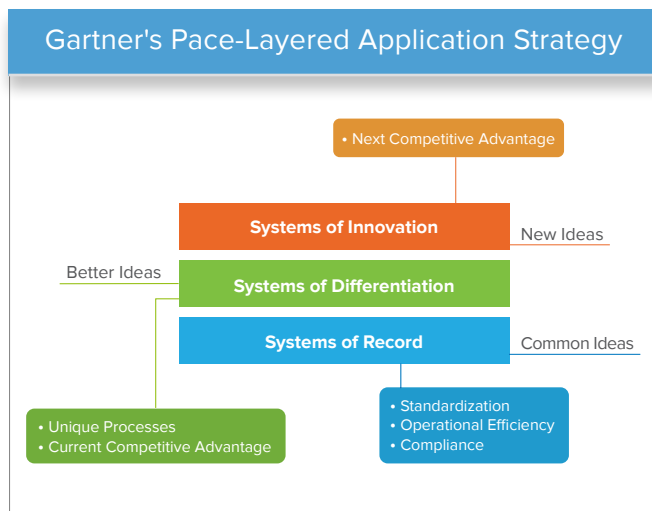 Gartner's Pace-Layered Application Strategy
• Next Competitive Advantage
Systems of Innovation
New Ideas
Better Ideas
Systems of Differentiation
Systems of Record
Common Ideas
• Unique Processes
• Current Competitive Advantage
• Standardization
• Operational Efficiency
• Compliance